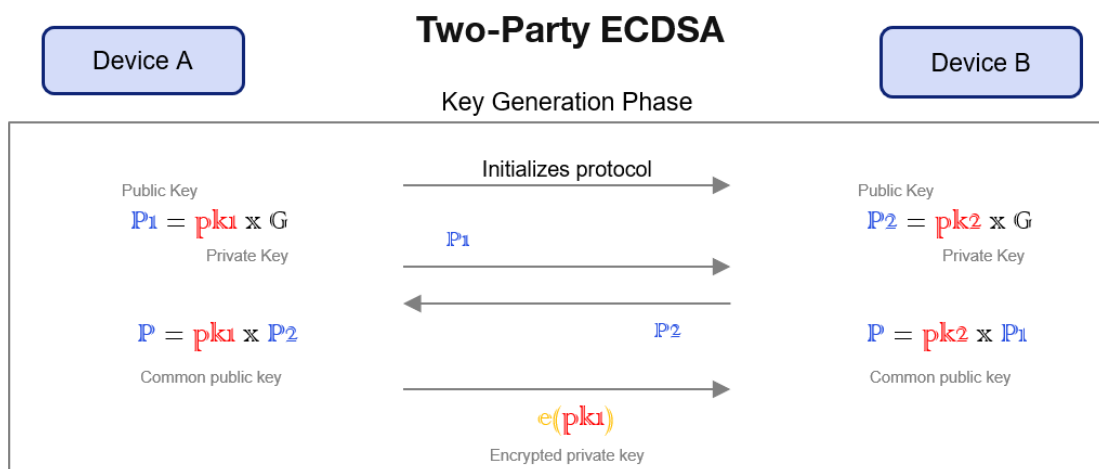 Two-Party ECDSA
Device A
Device B
Key Generation Phase
Initializes protocol
Public Key
Public Key
ℙ1 = 𝕡𝕜1 𝕩 𝔾
ℙ2 = 𝕡𝕜2 𝕩 𝔾
ℙ1
Private Key
Private Key
ℙ = 𝕡𝕜1 𝕩 ℙ2
ℙ2
ℙ = 𝕡𝕜2 𝕩 ℙ1
Common public key
Common public key
𝕖(𝕡𝕜1)
Encrypted private key